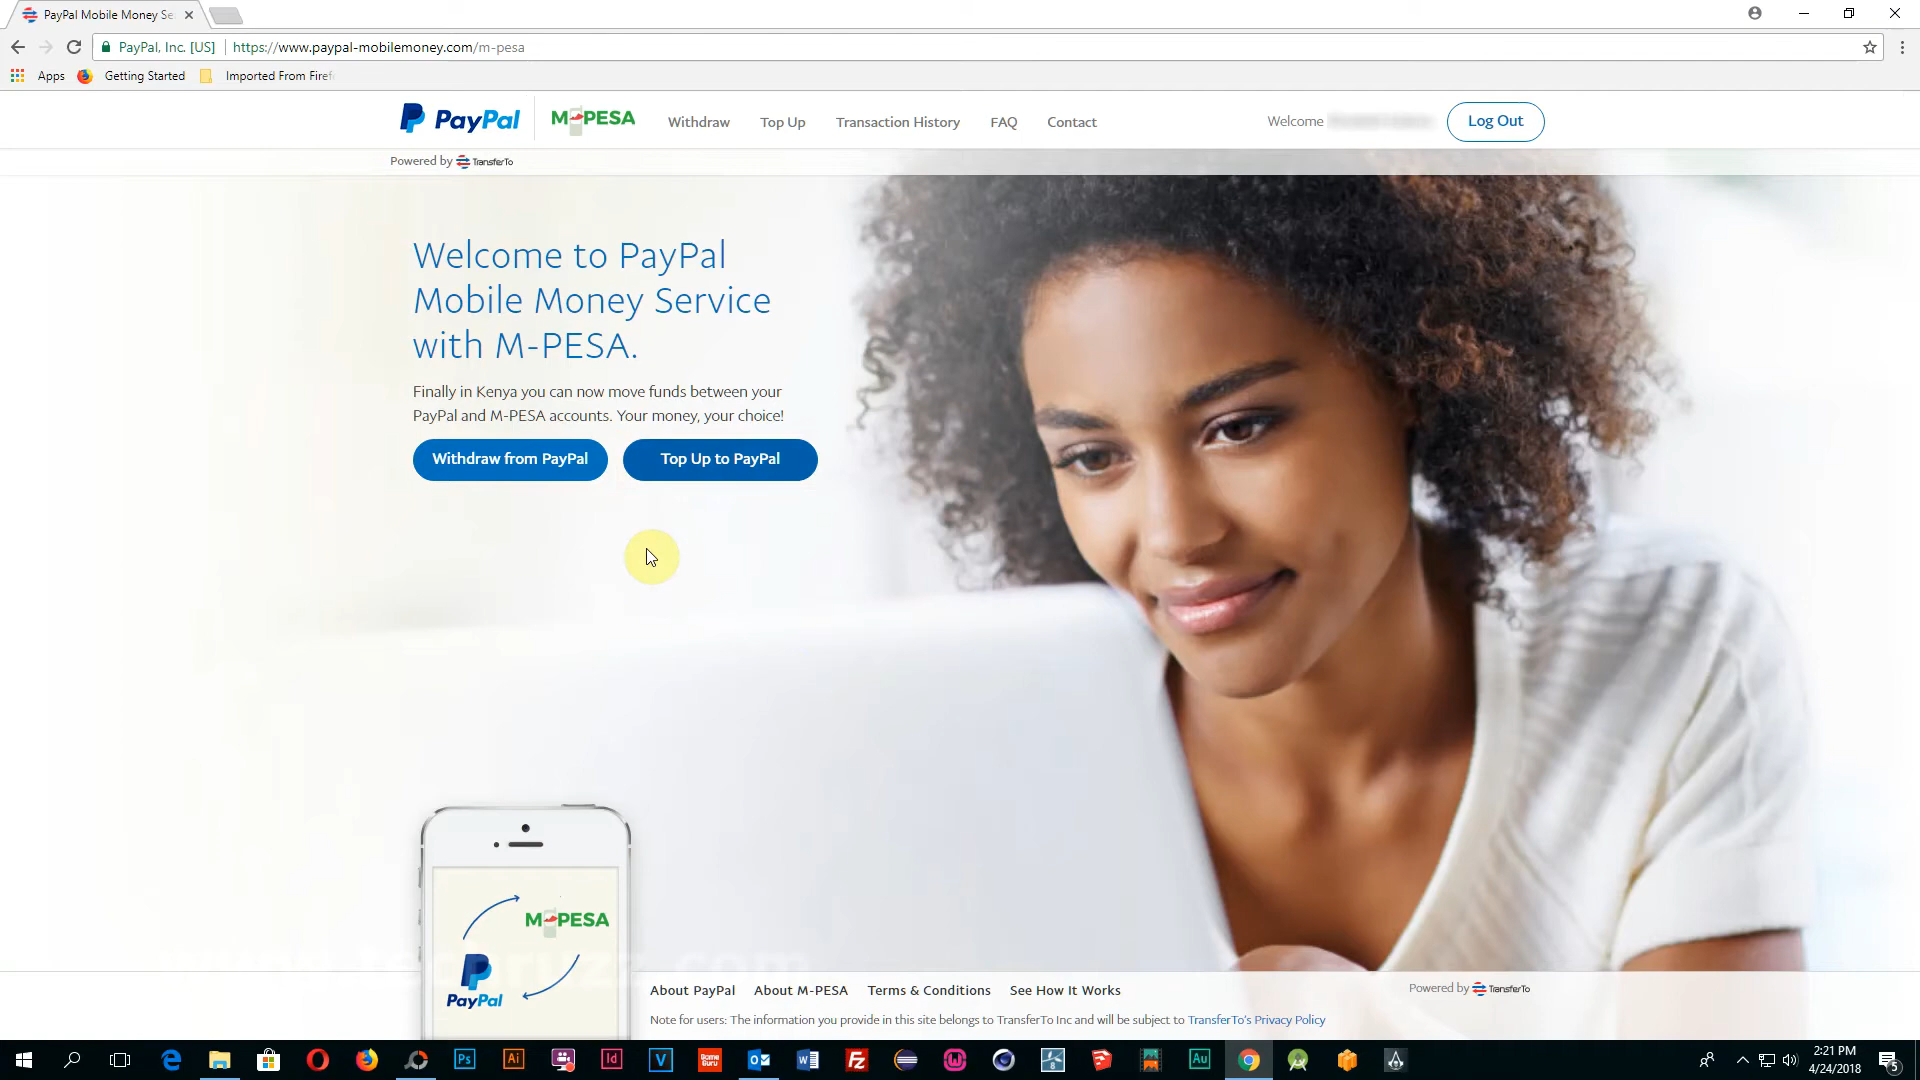 PayPal Mobile Money Se
PayPal, Inc. [US] https://www.paypal-mobilemoney.com/m-pesa
Apps Getting Started Imported From Firef
PayPal M-PESA Withdraw Top Up Transaction History FAQ Contact Welcome Log Out
Powered by TransferTo
Welcome to PayPal
Mobile Money Service
with M-PESA.
Finally in Kenya you can now move funds between your
PayPal and M-PESA accounts. Your money, your choice!
Withdraw from PayPal Top Up to PayPal
M-PESA
PayPal
About PayPal About M-PESA Terms & Conditions See How It Works Powered by TransferTo
Note for users: The information you provide in this site belongs to TransferTo Inc and will be subject to TransferTo's Privacy Policy
Ps Ai Id V Au
2:21 PM
4/24/2018
5